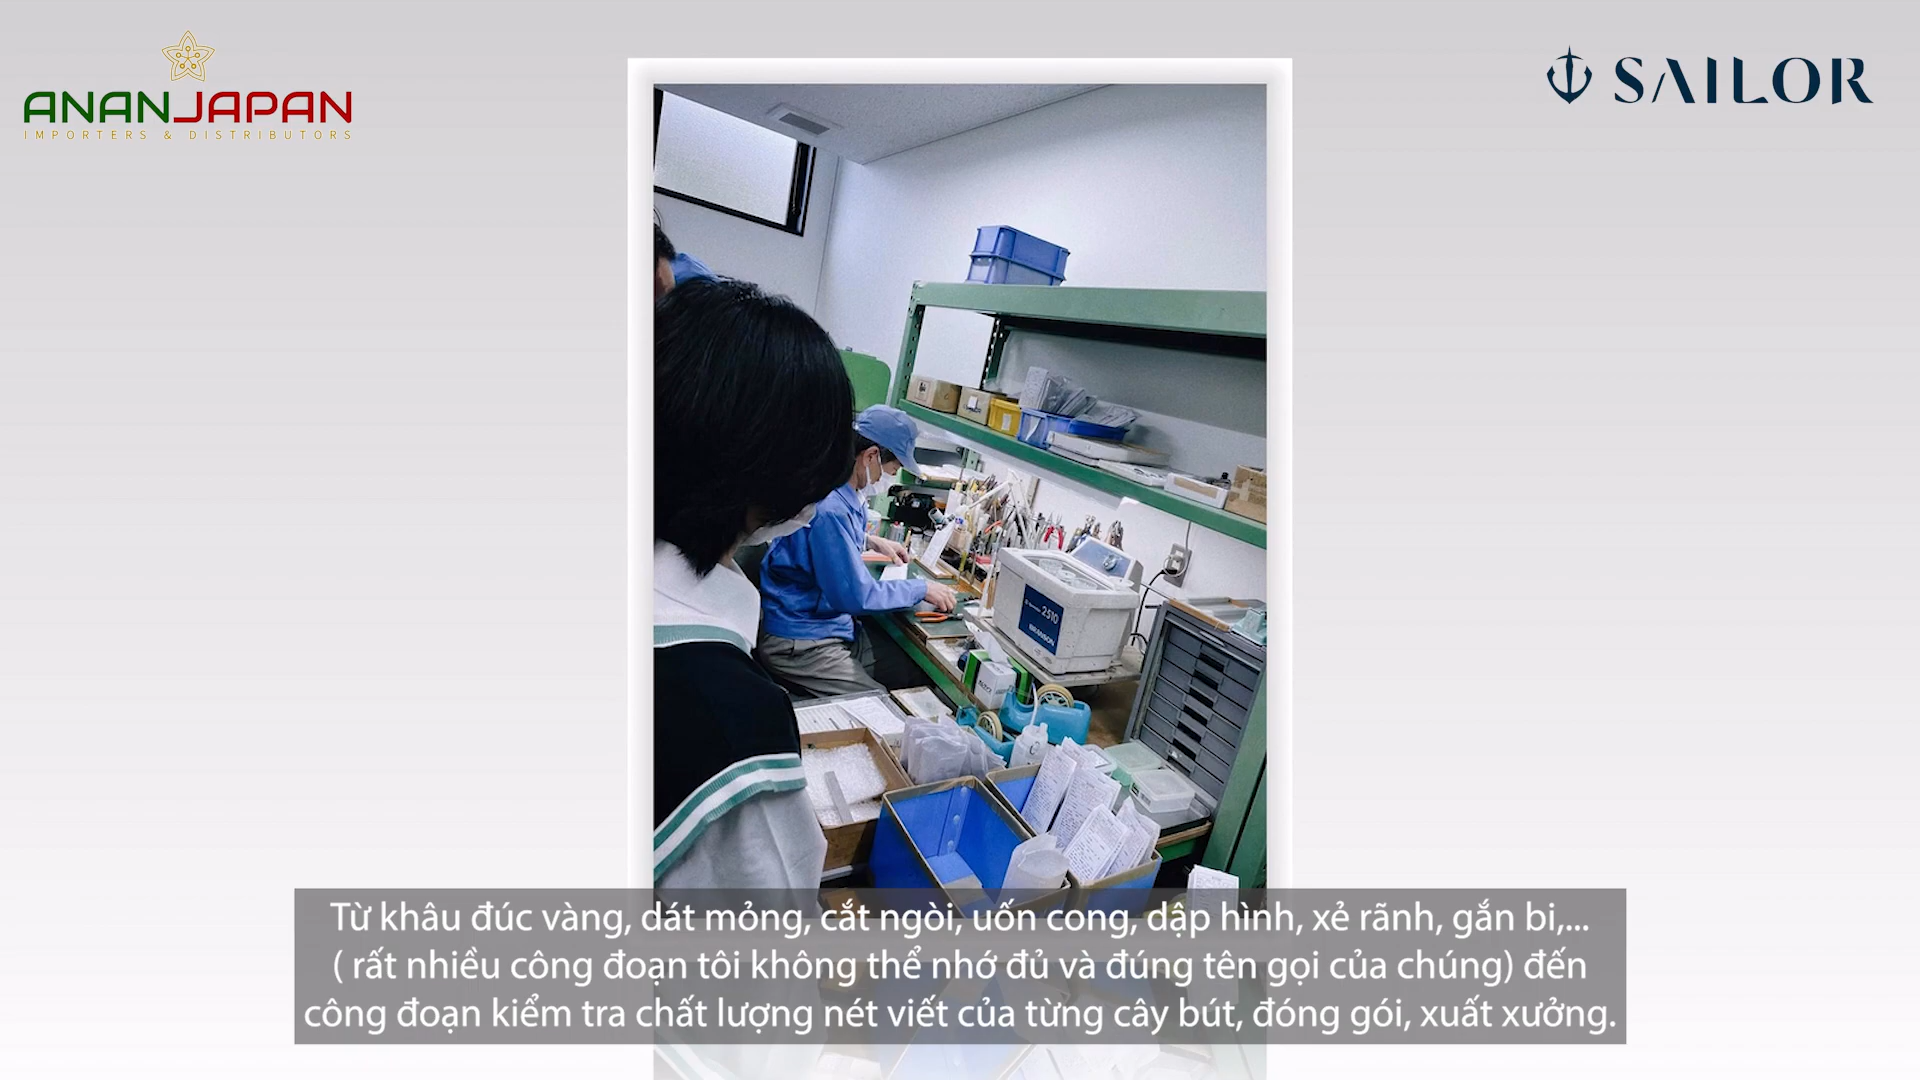 ANANJAPAN
IMPORTERS & DISTRIBUTORS
SAILOR
2510
BRANSON
Từ khâu đúc vàng, dát mỏng, cắt ngòi, uốn cong, dập hình, xẻ rãnh, gắn bi,...
( rất nhiều công đoạn tôi không thể nhớ đủ và đúng tên gọi của chúng) đến
công đoạn kiểm tra chất lượng nét viết của từng cây bút, đóng gói, xuất xưởng.